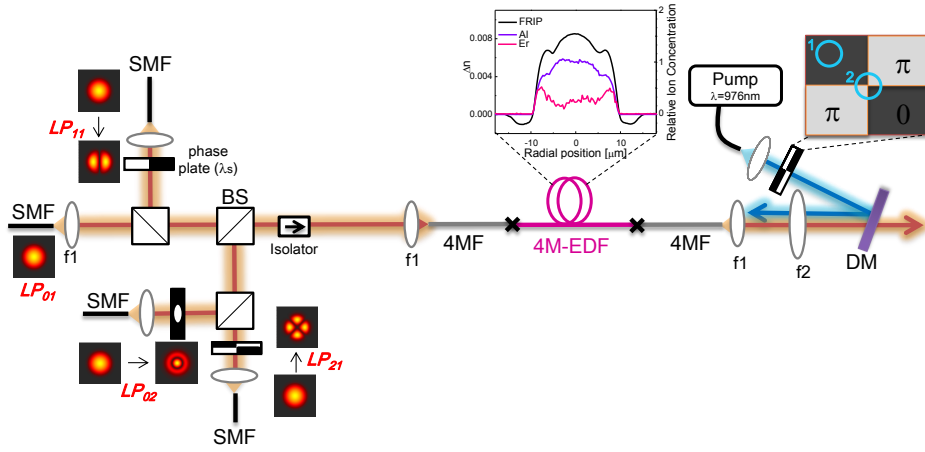 SMF
LP11
phase
plate (λs)
SMF
f1
LP01
BS
Isolator
f1
4MF
4M-EDF
4MF
f1
f2
DM
SMF
LP02
LP21
SMF
FRIP
Al
Er
Δn
0.008
0.004
0.000
-10
0
10
Radial position [μm]
2
1
0
Relative Ion Concentration
Pump
λ=976nm
1
2
π
π
0